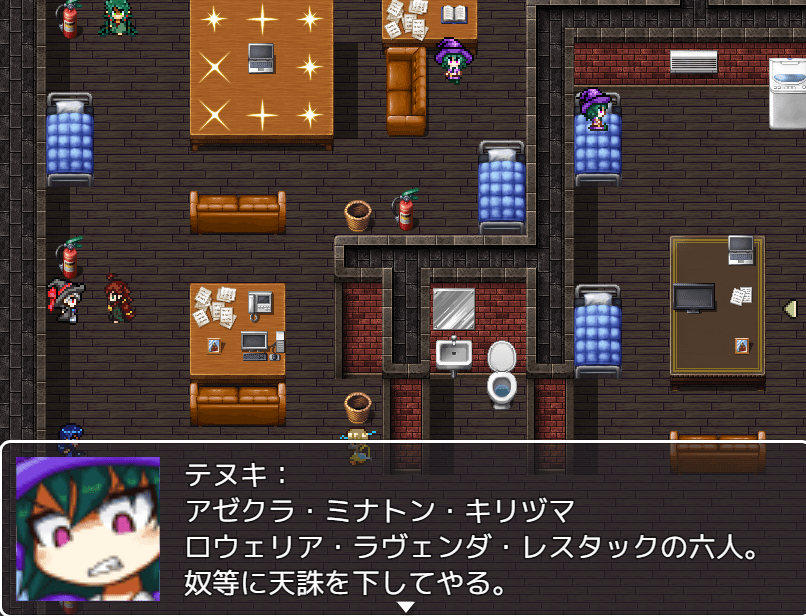 テヌキ：
アゼクラ・ミナトン・キリヅマ
ロウェリア・ラヴェンダ・レスタックの六人。
奴等に天誅を下してやる。